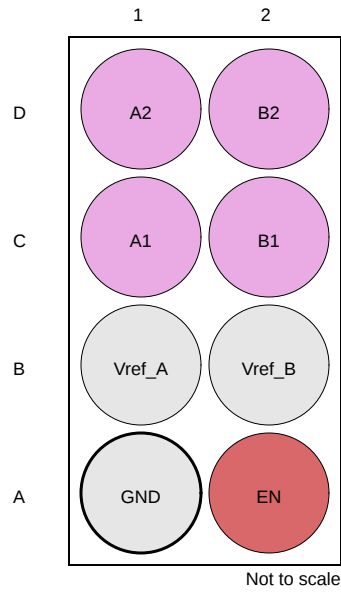 1 2
D A2 B2
C A1 B1
B Vref_A Vref_B
A GND EN
Not to scale